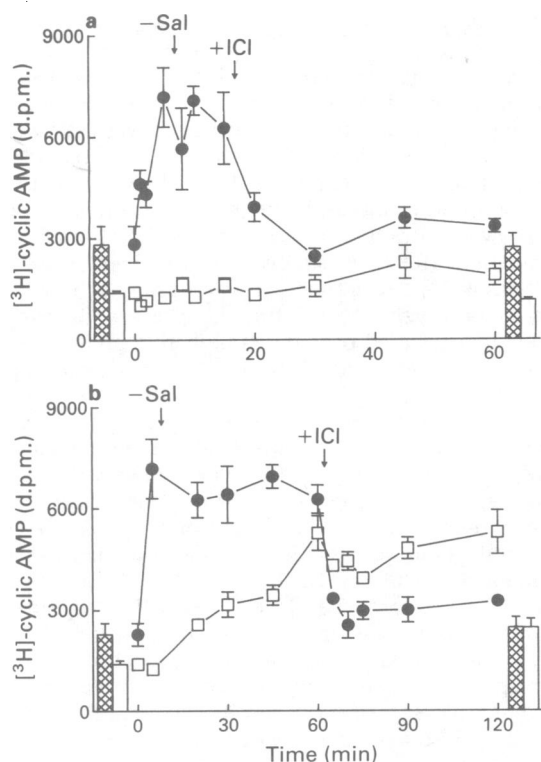 a
−Sal
+ICI
9000
6000
3000
0
[³H]-cyclic AMP (d.p.m.)
0 20 40 60
b
−Sal
+ICI
9000
6000
3000
0
[³H]-cyclic AMP (d.p.m.)
0 30 60 90 120
Time (min)